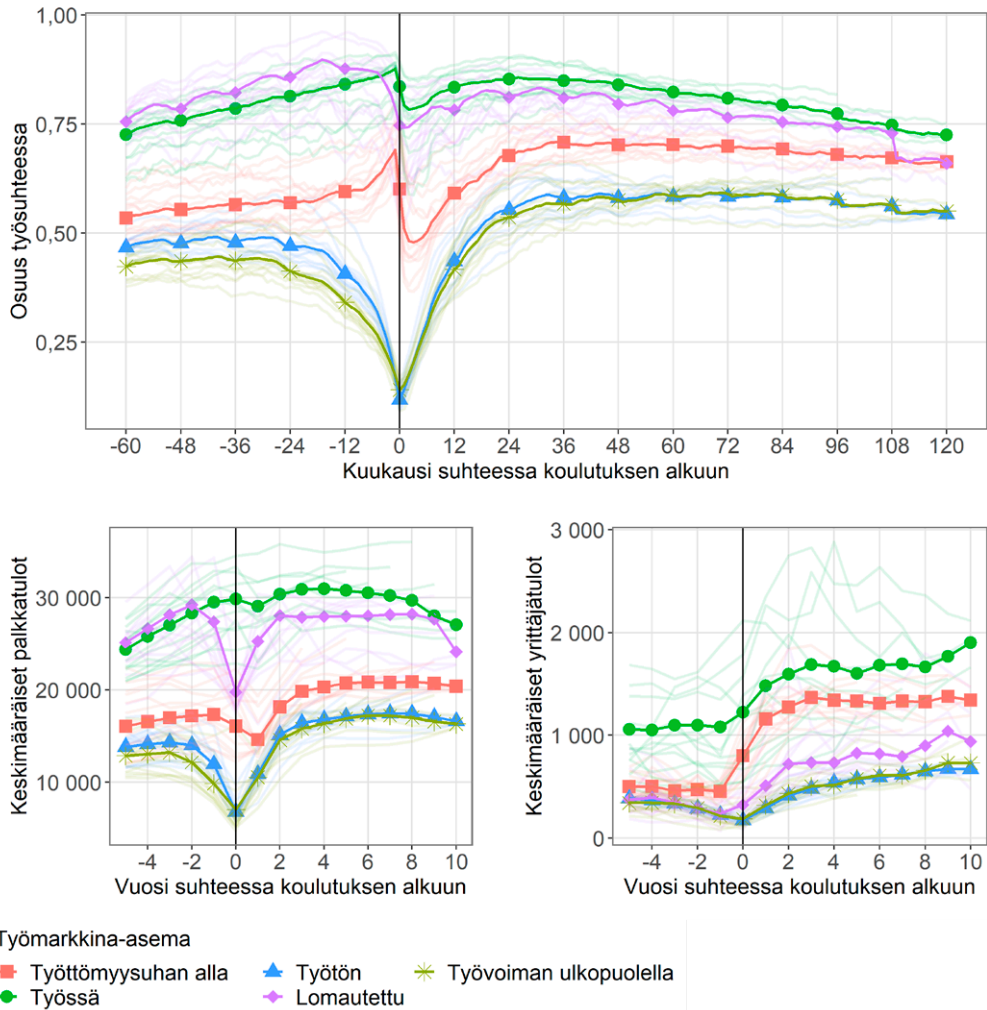 1,00
0,75
0,50
0,25
Osuus työsuhteessa
-60 -48 -36 -24 -12 0 12 24 36 48 60 72 84 96 108 120
Kuukausi suhteessa koulutuksen alkuun
30 000
20 000
10 000
Keskimääräiset palkkatulot
-4 -2 0 2 4 6 8 10
Vuosi suhteessa koulutuksen alkuun
3 000
2 000
1 000
0
Keskimääräiset yrittäjätulot
-4 -2 0 2 4 6 8 10
Vuosi suhteessa koulutuksen alkuun
Työmarkkina-asema
Työttömyysuhan alla Työtön Työvoiman ulkopuolella
Työssä Lomautettu